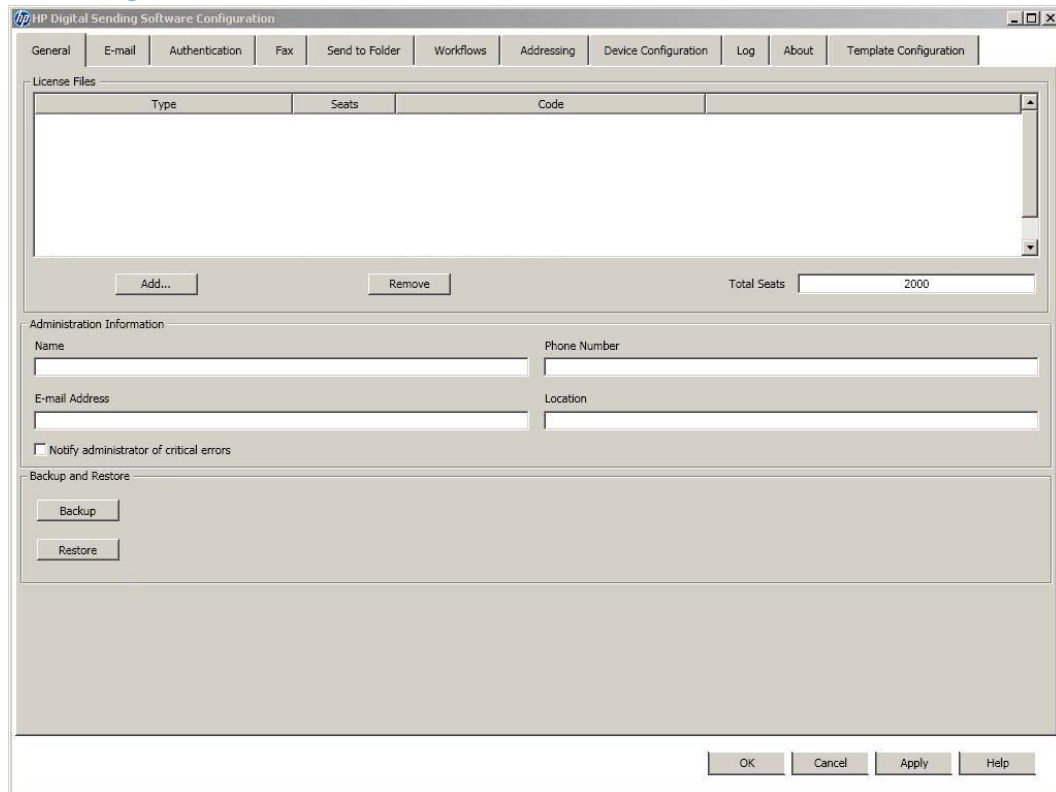 hp HP Digital Sending Software Configuration
General E-mail Authentication Fax Send to Folder Workflows Addressing Device Configuration Log About Template Configuration
License Files
Type Seats Code
Add... Remove Total Seats 2000
Administration Information
Name Phone Number
E-mail Address Location
Notify administrator of critical errors
Backup and Restore
Backup
Restore
OK Cancel Apply Help